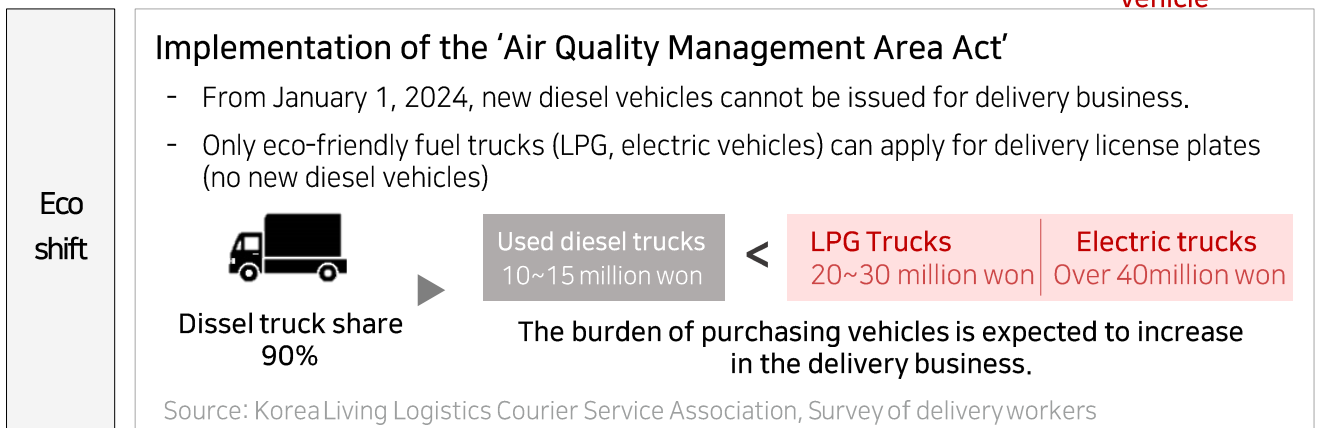 vehicle
Implementation of the ‘Air Quality Management Area Act’
- From January 1, 2024, new diesel vehicles cannot be issued for delivery business.
- Only eco-friendly fuel trucks (LPG, electric vehicles) can apply for delivery license plates
(no new diesel vehicles)
Eco
shift
Used diesel trucks
10~15 million won
<
LPG Trucks
20~30 million won
Electric trucks
Over 40million won
Dissel truck share
90%
The burden of purchasing vehicles is expected to increase
in the delivery business.
Source: Korea Living Logistics Courier Service Association, Survey of delivery workers